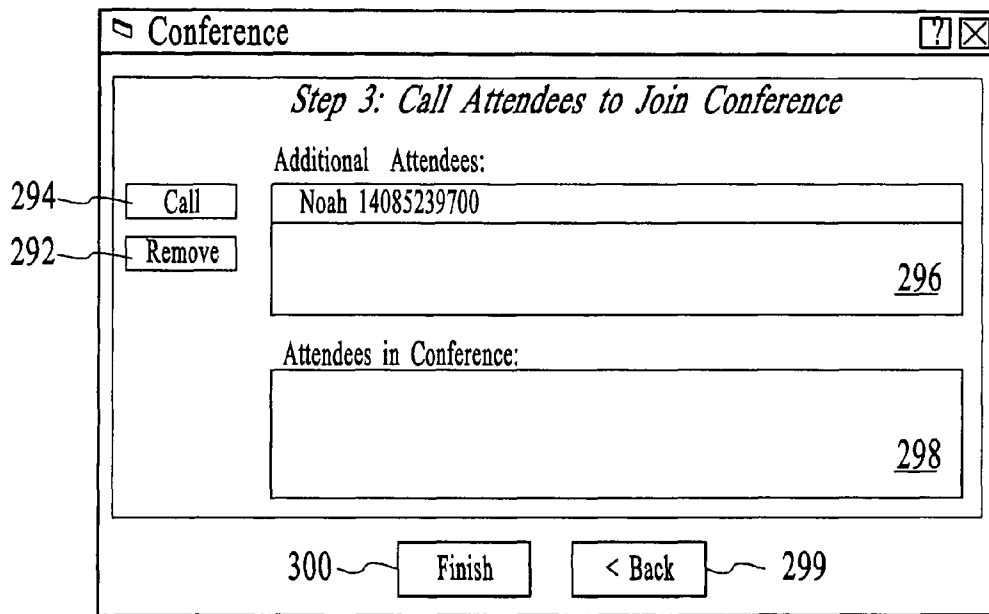 Conference ?
Step 3: Call Attendees to Join Conference
Additional Attendees:
294 Call Noah 14085239700
292 Remove
296
Attendees in Conference:
298
300 Finish < Back 299